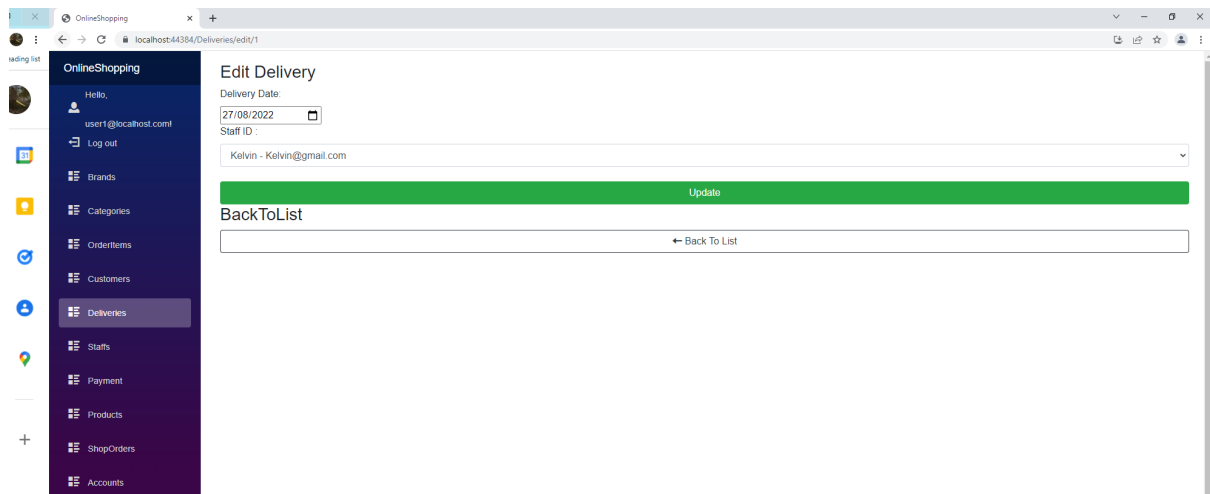 OnlineShopping
localhost:44384/Deliveries/edit/1
ading list
31
OnlineShopping
Hello,
user1@localhost.com!
Log out
Brands
Categories
OrderItems
Customers
Deliveries
Staffs
Payment
Products
ShopOrders
Accounts
Edit Delivery
Delivery Date:
27/08/2022
Staff ID :
Kelvin - Kelvin@gmail.com
Update
BackToList
Back To List